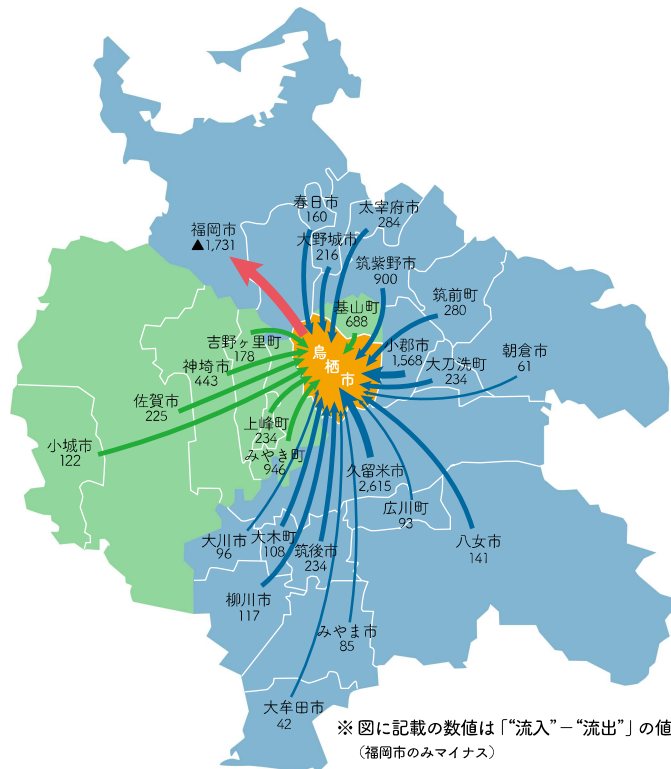 春日市
160
太宰府市
284
福岡市
▲1,731
大野城市
216
筑紫野市
900
筑前町
280
基山町
688
吉野ヶ里町
178
小郡市
1,568
朝倉市
61
大刀洗町
234
鳥
栖
市
神埼市
443
佐賀市
225
上峰町
234
小城市
122
みやき町
946
久留米市
2,615
広川町
93
八女市
141
大川市
96
大木町
108
筑後市
234
柳川市
117
みやま市
85
大牟田市
42
※ 図に記載の数値は「“流入”－“流出”」の値
（福岡市のみマイナス）